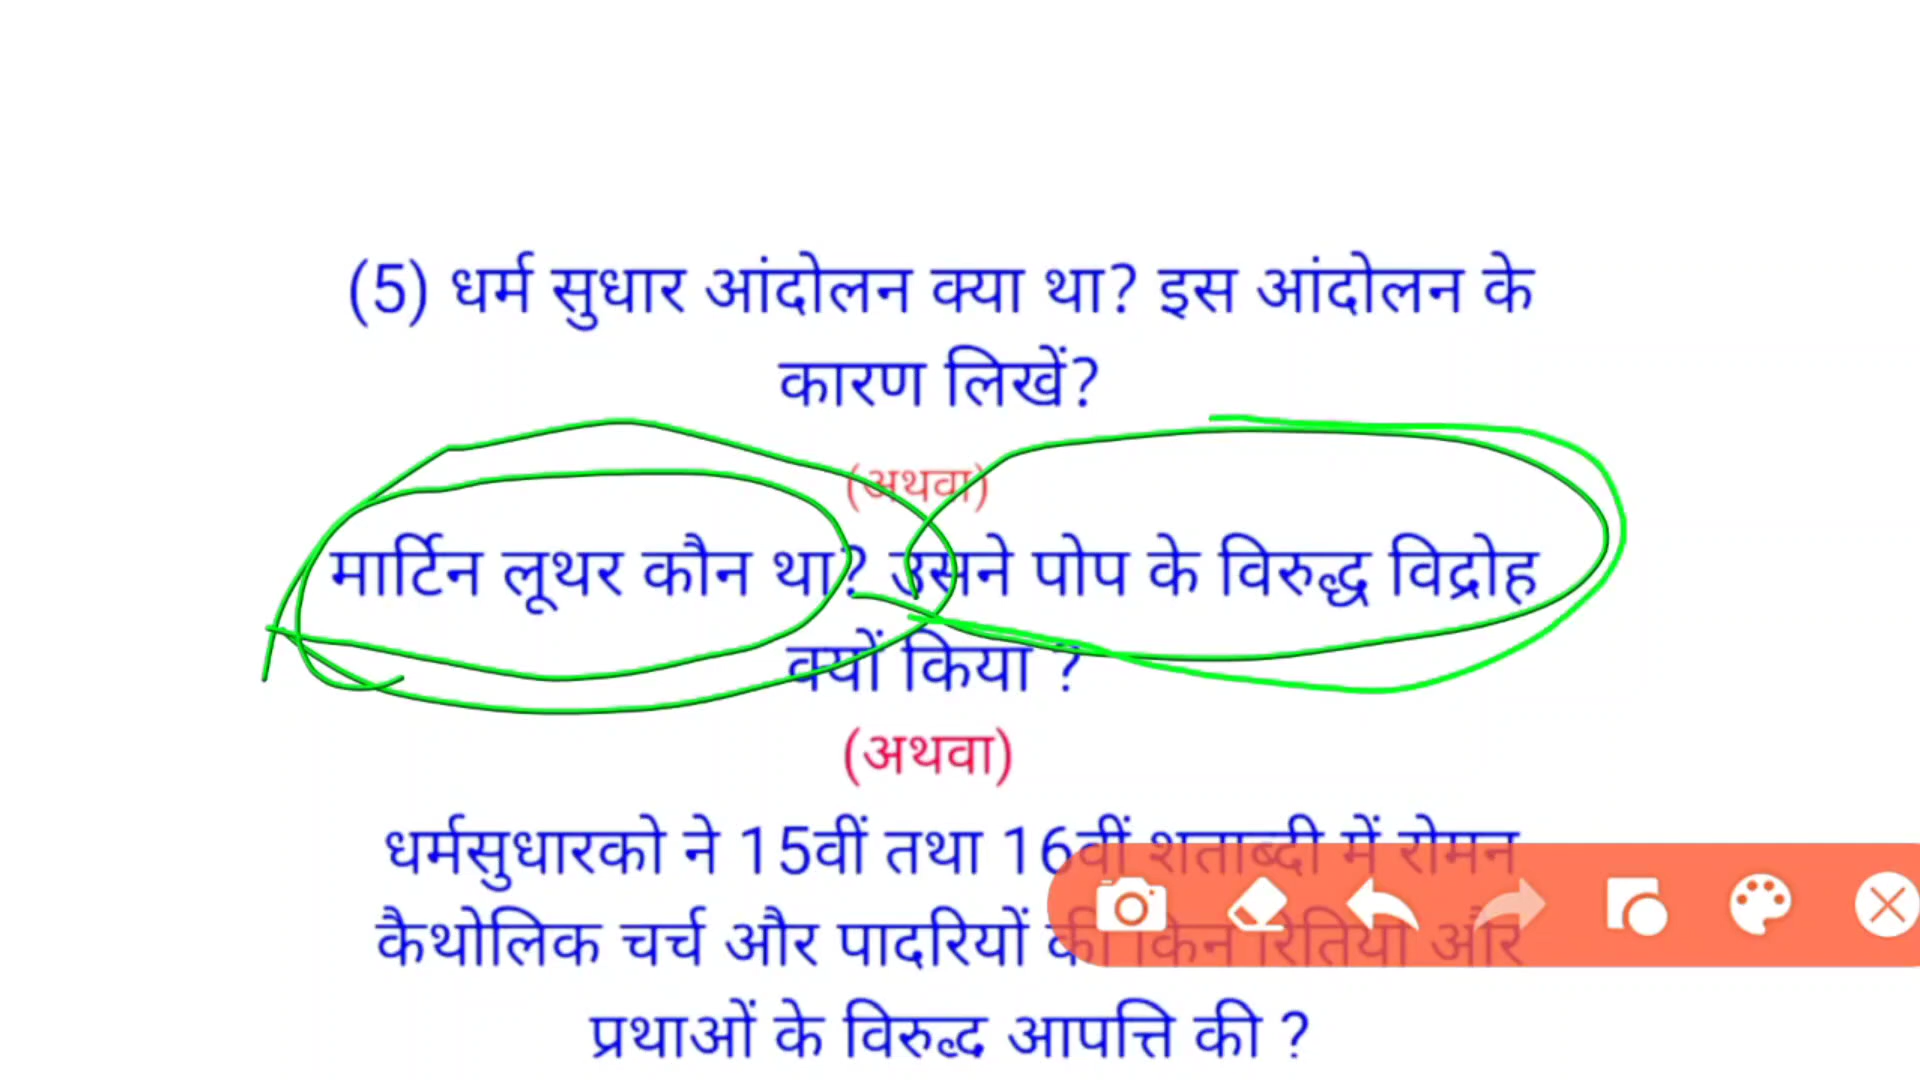 (5) धर्म सुधार आंदोलन क्या था? इस आंदोलन के
कारण लिखें?
(अथवा)
मार्टिन लूथर कौन था? उसने पोप के विरुद्ध विद्रोह
क्यों किया ?
(अथवा)
धर्मसुधारको ने 15वीं तथा 16वीं शताब्दी में रोमन
कैथोलिक चर्च और पादरियों की किन रितियों और
प्रथाओं के विरुद्ध आपत्ति की ?